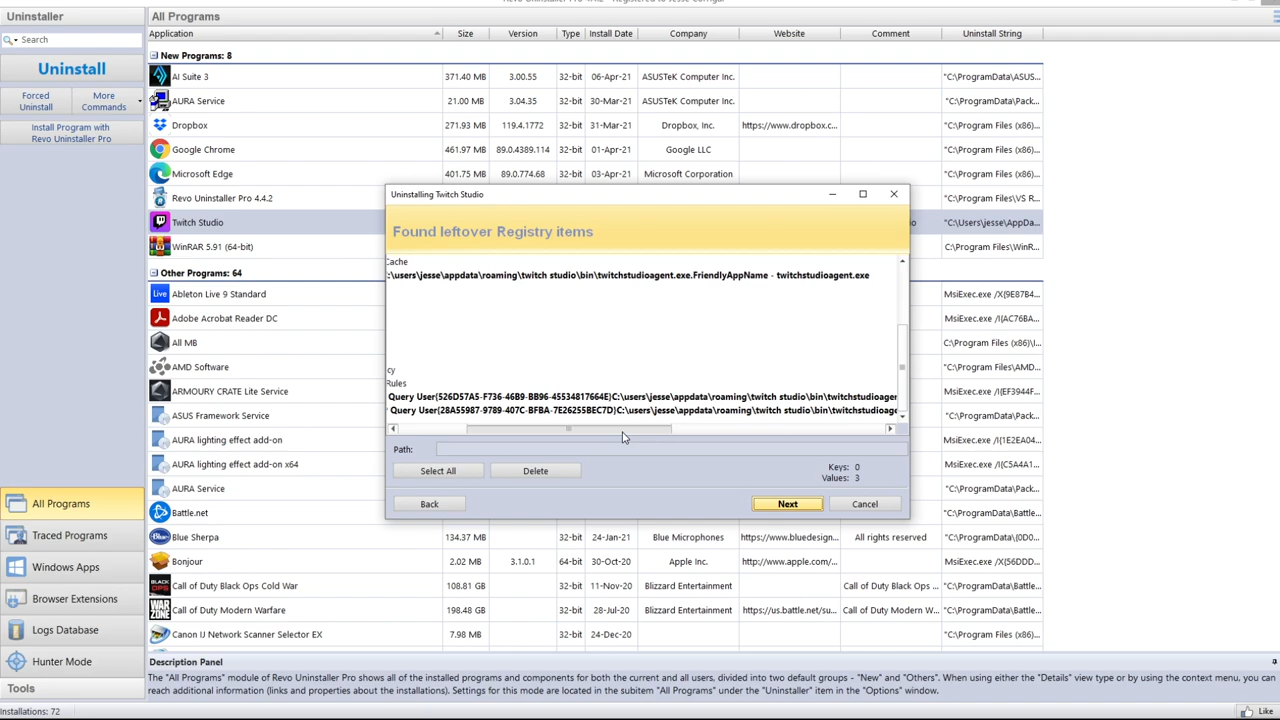 Uninstaller
All Programs
Search
Application Size Version Type Install Date Company Website Comment Uninstall String
Uninstall
Forced Uninstall
More Commands
Install Program with Revo Uninstaller Pro
New Programs: 8
AI Suite 3 371.40 MB 3.00.55 32-bit 06-Apr-21 ASUSTeK Computer Inc. "C:\ProgramData\ASUS...
AURA Service 21.00 MB 3.04.35 32-bit 30-Mar-21 ASUSTeK Computer Inc. "C:\ProgramData\Pack...
Dropbox 271.93 MB 119.4.1772 32-bit 31-Mar-21 Dropbox, Inc. https://www.dropbox.c... "C:\Program Files (x86)...
Google Chrome 461.97 MB 89.0.4389.114 32-bit 01-Apr-21 Google LLC "C:\Program Files (x86)...
Microsoft Edge 401.75 MB 89.0.774.68 32-bit 03-Apr-21 Microsoft Corporation "C:\Program Files (x86)...
Revo Uninstaller Pro 4.4.2 "C:\Program Files\VS R...
Twitch Studio "C:\Users\jesse\AppDa...
WinRAR 5.91 (64-bit) C:\Program Files\WinR...
Other Programs: 64
Ableton Live 9 Standard MsiExec.exe /X{9E87B4...
Adobe Acrobat Reader DC MsiExec.exe /I{AC76BA...
All MB C:\Program Files (x86)\I...
AMD Software "C:\Program Files\AMD...
ARMOURY CRATE Lite Service MsiExec.exe /I{EF3944F...
ASUS Framework Service "C:\Program Files (x86)...
AURA lighting effect add-on MsiExec.exe /I{1E2EA04...
AURA lighting effect add-on x64 MsiExec.exe /I{C5A4A1...
AURA Service "C:\ProgramData\Pack...
Battle.net "C:\ProgramData\Battle...
Blue Sherpa 134.37 MB 32-bit 24-Jan-21 Blue Microphones https://www.bluedesign... All rights reserved "C:\ProgramData\{0D0...
Bonjour 2.02 MB 3.1.0.1 64-bit 30-Oct-20 Apple Inc. http://www.apple.com/... MsiExec.exe /X{56DDD...
Call of Duty Black Ops Cold War 108.81 GB 32-bit 11-Nov-20 Blizzard Entertainment Call of Duty Black Ops ... "C:\ProgramData\Battle...
Call of Duty Modern Warfare 198.48 GB 32-bit 28-Jul-20 Blizzard Entertainment https://us.battle.net/su... Call of Duty Modern W... "C:\ProgramData\Battle...
Canon IJ Network Scanner Selector EX 7.98 MB 32-bit 24-Dec-20 "C:\Program Files (x86)...
Uninstalling Twitch Studio
Found leftover Registry items
Cache
:\users\jesse\appdata\roaming\twitch studio\bin\twitchstudioagent.exe.FriendlyAppName - twitchstudioagent.exe
cy
Rules
Query User{526D57A5-F736-46B9-BB96-45534817664E}C:\users\jesse\appdata\roaming\twitch studio\bin\twitchstudioagen
Query User{28A55987-9789-407C-BFBA-7E26255BEC7D}C:\users\jesse\appdata\roaming\twitch studio\bin\twitchstudioage
Path:
Select All
Delete
Keys: 0
Values: 3
Back
Next
Cancel
All Programs
Traced Programs
Windows Apps
Browser Extensions
Logs Database
Hunter Mode
Tools
Description Panel
The "All Programs" module of Revo Uninstaller Pro shows all of the installed programs and components for both the current and all users, divided into two default groups - "New" and "Others". When using either the "Details" view type or by using the context menu, you can
reach additional information (links and properties about the installations). Settings for this mode are located in the subitem "All Programs" under the "Uninstaller" item in the "Options" window.
Installations: 72
Like